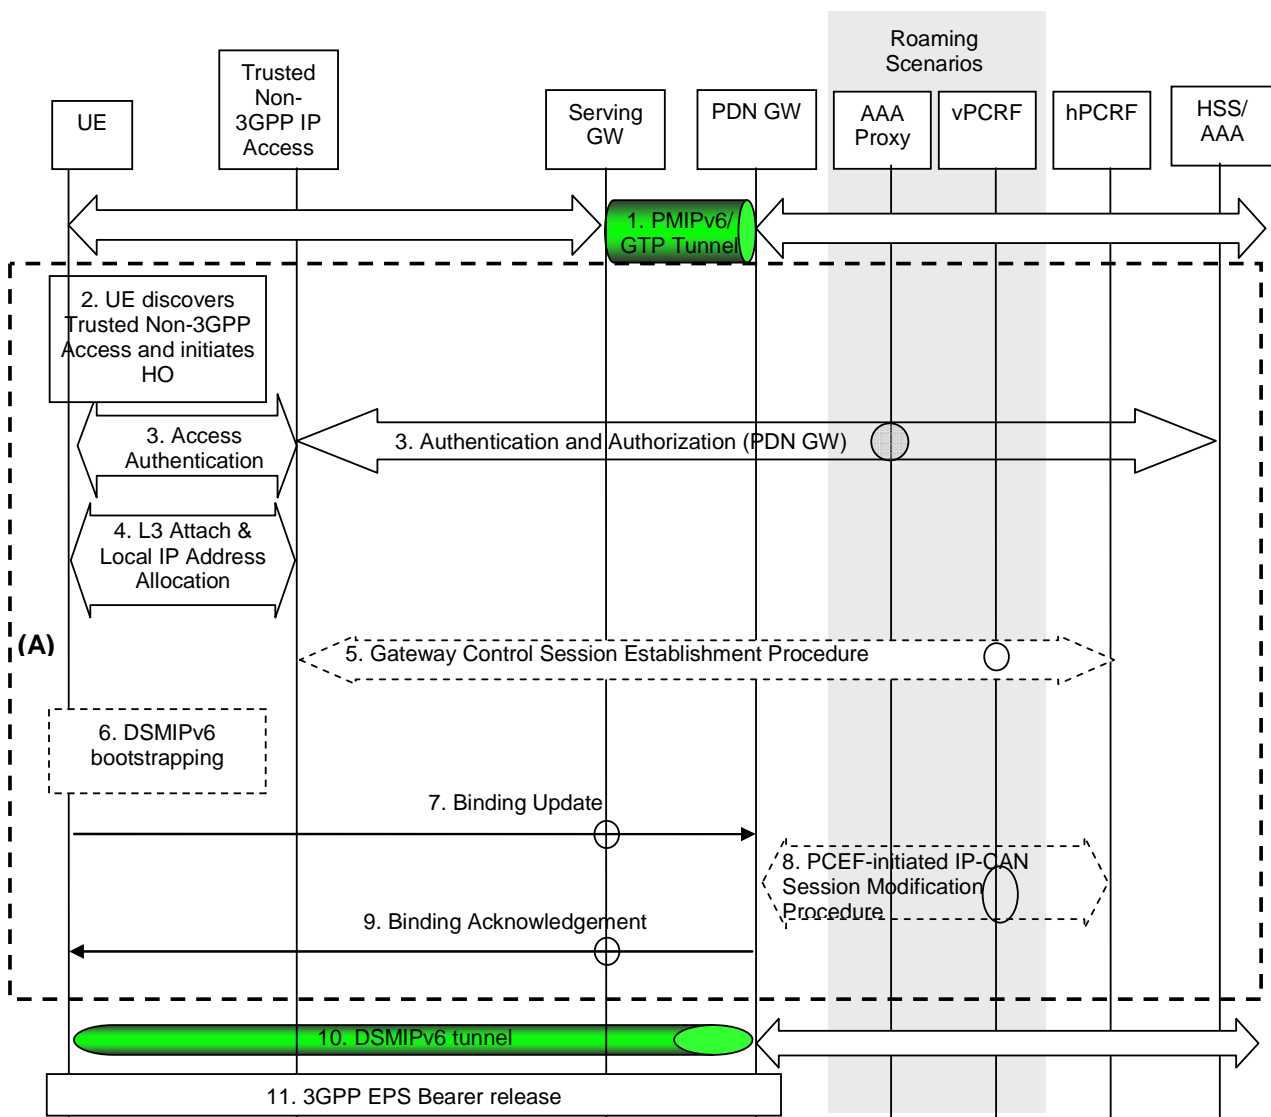 Roaming
Scenarios
UE
Trusted
Non-
3GPP IP
Access
Serving
GW
PDN GW
AAA
Proxy
vPCRF
hPCRF
HSS/
AAA
1. PMIPv6/
GTP Tunnel
2. UE discovers
Trusted Non-3GPP
Access and initiates
HO
3. Access
Authentication
3. Authentication and Authorization (PDN GW)
4. L3 Attach &
Local IP Address
Allocation
(A)
5. Gateway Control Session Establishment Procedure
6. DSMIPv6
bootstrapping
7. Binding Update
8. PCEF-initiated IP-CAN
Session Modification
Procedure
9. Binding Acknowledgement
10. DSMIPv6 tunnel
11. 3GPP EPS Bearer release